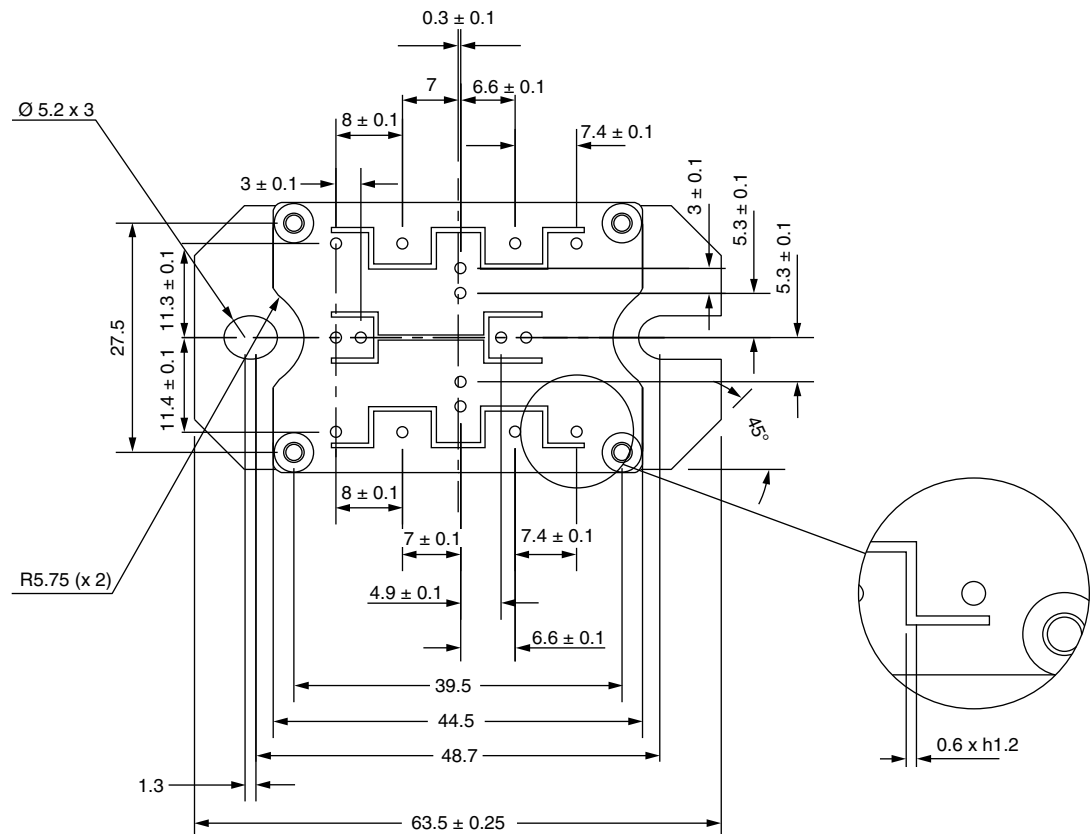 0.3 ± 0.1
7
6.6 ± 0.1
Ø 5.2 x 3
8 ± 0.1
7.4 ± 0.1
3 ± 0.1
3 ± 0.1
5.3 ± 0.1
5.3 ± 0.1
11.3 ± 0.1
27.5
11.4 ± 0.1
45°
8 ± 0.1
7 ± 0.1
7.4 ± 0.1
R5.75 (x 2)
4.9 ± 0.1
6.6 ± 0.1
39.5
44.5
48.7
0.6 x h1.2
1.3
63.5 ± 0.25